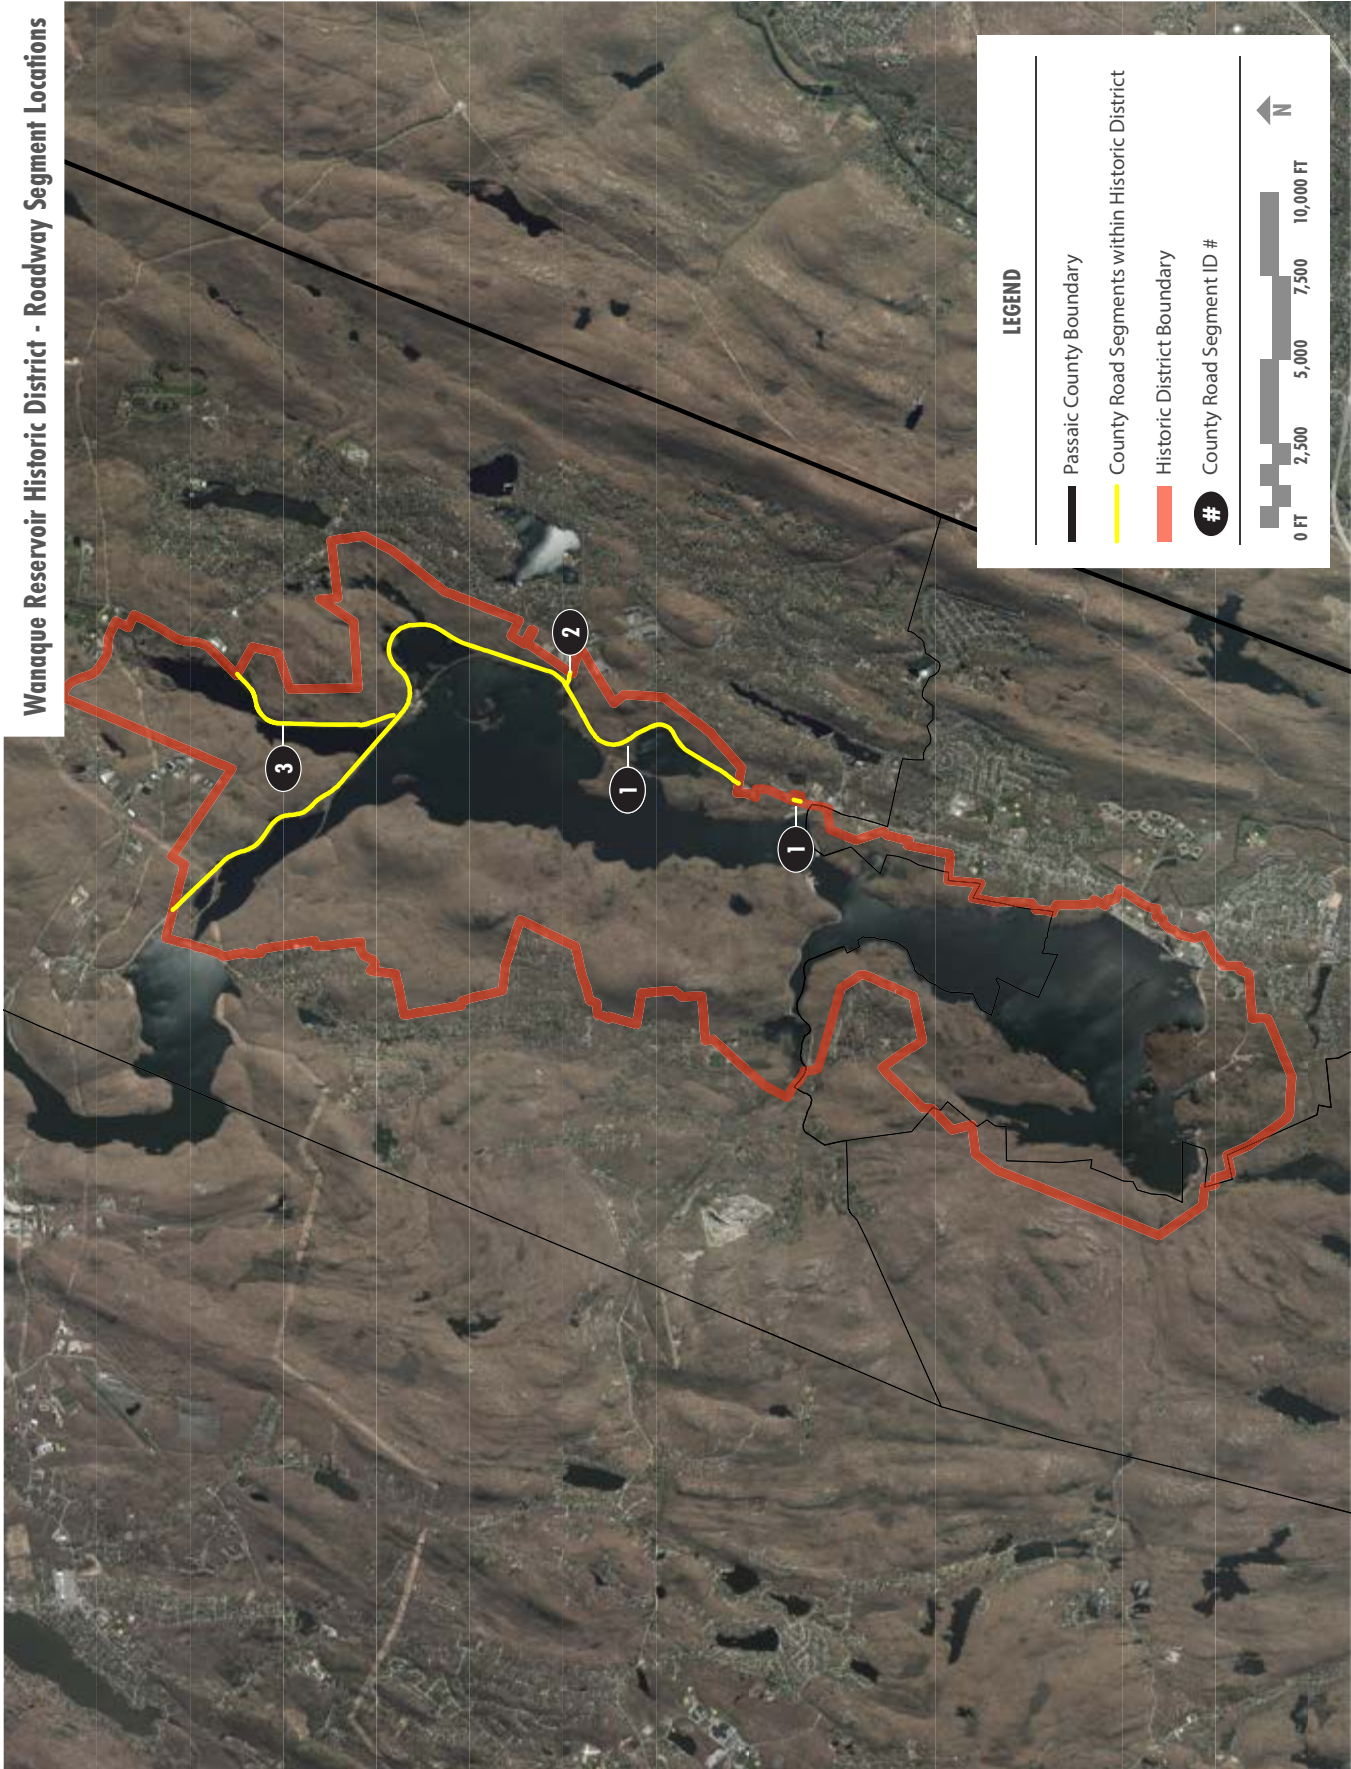 Wanaque Reservoir Historic District - Roadway Segment Locations
3
2
1
1
LEGEND
Passaic County Boundary
County Road Segments within Historic District
Historic District Boundary
# County Road Segment ID #
0 FT 2,500 5,000 7,500 10,000 FT
N